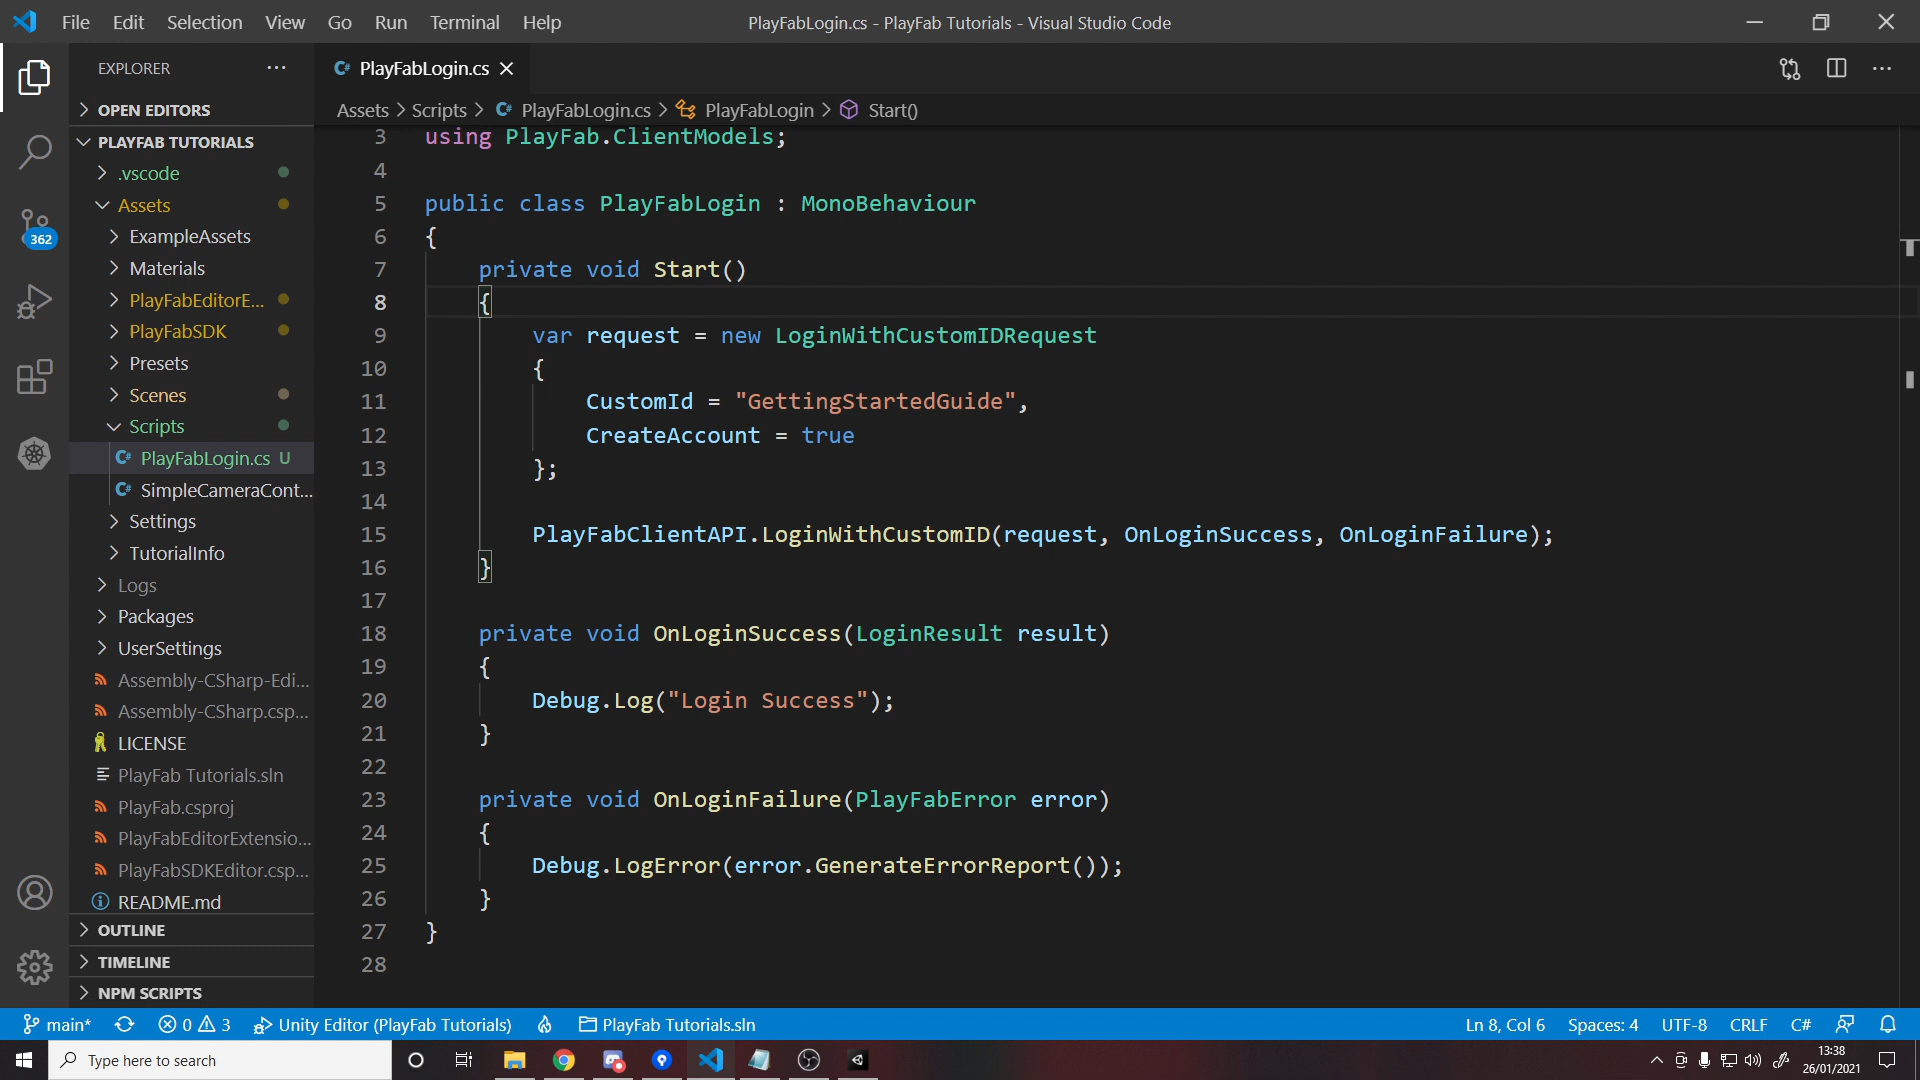 File Edit Selection View Go Run Terminal Help
PlayFabLogin.cs - PlayFab Tutorials - Visual Studio Code
EXPLORER
OPEN EDITORS
PLAYFAB TUTORIALS
.vscode
Assets
ExampleAssets
Materials
PlayFabEditorE...
PlayFabSDK
Presets
Scenes
Scripts
PlayFabLogin.cs U
SimpleCameraCont...
Settings
TutorialInfo
Logs
Packages
UserSettings
Assembly-CSharp-Edi...
Assembly-CSharp.csp...
LICENSE
PlayFab Tutorials.sln
PlayFab.csproj
PlayFabEditorExtensio...
PlayFabSDKEditor.csp...
README.md
OUTLINE
TIMELINE
NPM SCRIPTS
362
PlayFabLogin.cs
Assets > Scripts > PlayFabLogin.cs > PlayFabLogin > Start()
3 using PlayFab.ClientModels;
4
5 public class PlayFabLogin : MonoBehaviour
6 {
7 private void Start()
8 {
9 var request = new LoginWithCustomIDRequest
10 {
11 CustomId = "GettingStartedGuide",
12 CreateAccount = true
13 };
14
15 PlayFabClientAPI.LoginWithCustomID(request, OnLoginSuccess, OnLoginFailure);
16 }
17
18 private void OnLoginSuccess(LoginResult result)
19 {
20 Debug.Log("Login Success");
21 }
22
23 private void OnLoginFailure(PlayFabError error)
24 {
25 Debug.LogError(error.GenerateErrorReport());
26 }
27 }
28
main* 0 3 Unity Editor (PlayFab Tutorials) PlayFab Tutorials.sln
Ln 8, Col 6 Spaces: 4 UTF-8 CRLF C#
Type here to search
13:38
26/01/2021